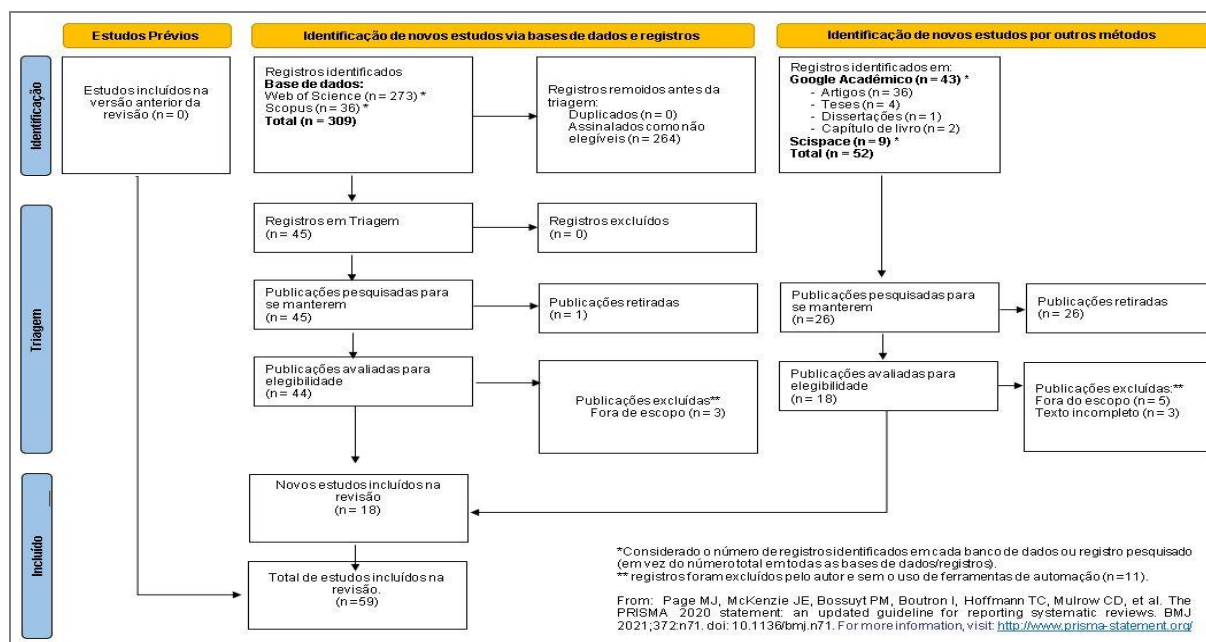 Estudos Prévios
Identificação de novos estudos via bases de dados e registros
Identificação de novos estudos por outros métodos
Identificação
Estudos incluídos na
versão anterior da
revisão (n = 0)
Registros identificados
Base de dados:
Web of Science (n = 273) *
Scopus (n = 36) *
Total (n = 309)
Registros remoidos antes da
triagem:
Duplicados (n = 0)
Assinalados como não
elegíveis (n = 264)
Registros identificados em:
Google Acadêmico (n = 43) *
- Artigos (n = 36)
- Teses (n = 4)
- Dissertações (n = 1)
- Capítulo de livro (n = 2)
Scispace (n = 9) *
Total (n = 52)
Triagem
Registros em Triagem
(n = 45)
Registros excluídos
(n = 0)
Publicações pesquisadas para
se manterem
(n = 45)
Publicações retiradas
(n = 1)
Publicações pesquisadas para
se manterem
(n = 26)
Publicações retiradas
(n = 26)
Publicações avaliadas para
elegibilidade
(n = 44)
Publicações excluídas**
Fora de escopo (n = 3)
Publicações avaliadas para
elegibilidade
(n = 18)
Publicações excluídas:**
Fora do escopo (n = 5)
Texto incompleto (n = 3)
Incluído
Novos estudos incluídos na
revisão
(n = 18)
Total de estudos incluídos na
revisão.
(n = 59)
*Considerado o número de registros identificados em cada banco de dados ou registro pesquisado
(em vez do número total em todas as bases de dados/registros).
** registros foram excluídos pelo autor e sem o uso de ferramentas de automação (n=11).
From: Page MJ, McKenzie JE, Bossuyt PM, Boutron I, Hoffmann TC, Mulrow CD, et al. The
PRISMA 2020 statement: an updated guideline for reporting systematic reviews. BMJ
2021;372:n71. doi: 10.1136/bmj.n71. For more information, visit: http://www.prisma-statement.org/